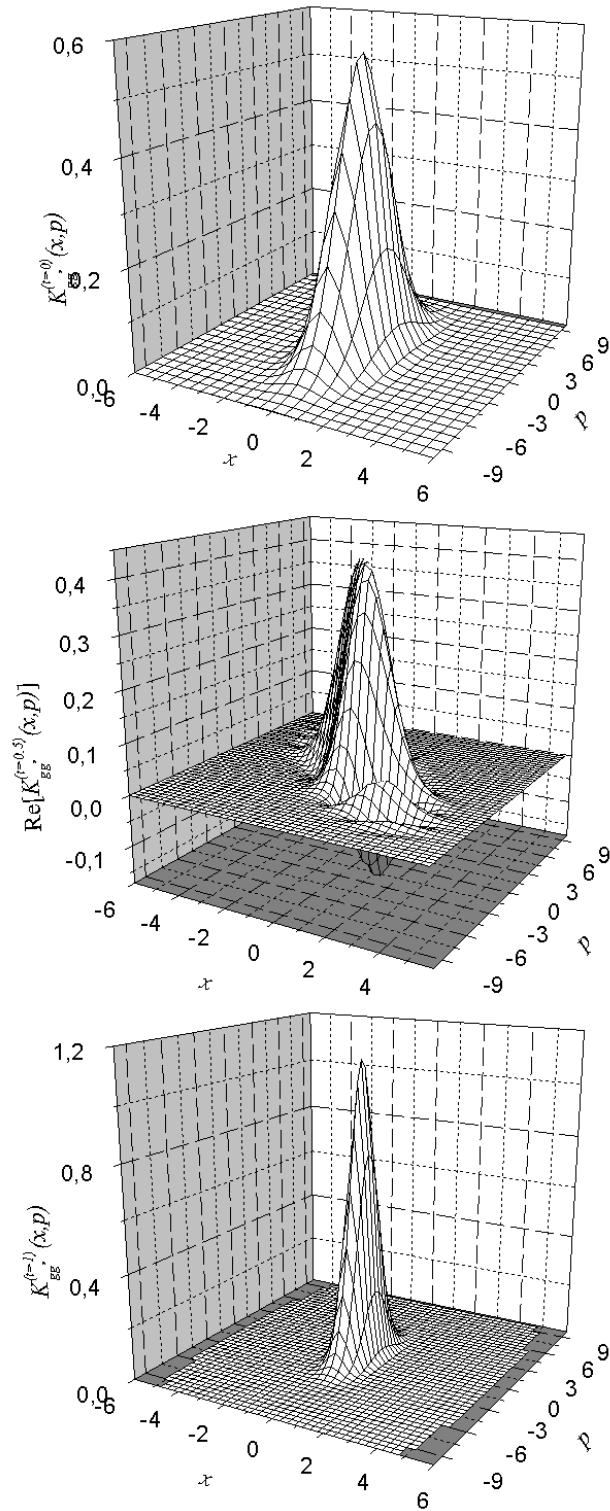 0,6
0,4
0,2
0,0
K^{(t=0)}_{gg'}(x,p)
-6 -4 -2 0 2 4 6
x
-9 -6 -3 0 3 6 9
p
0,4
0,3
0,2
0,1
0,0
-0,1
Re[K^{(t=0.5)}_{gg'}(x,p)]
-6 -4 -2 0 2 4
x
-9 -6 -3 0 3 6 9
p
1,2
0,8
0,4
0,0
K^{(t=1)}_{gg'}(x,p)
-6 -4 -2 0 2 4 6
x
-9 -6 -3 0 3 6 9
p